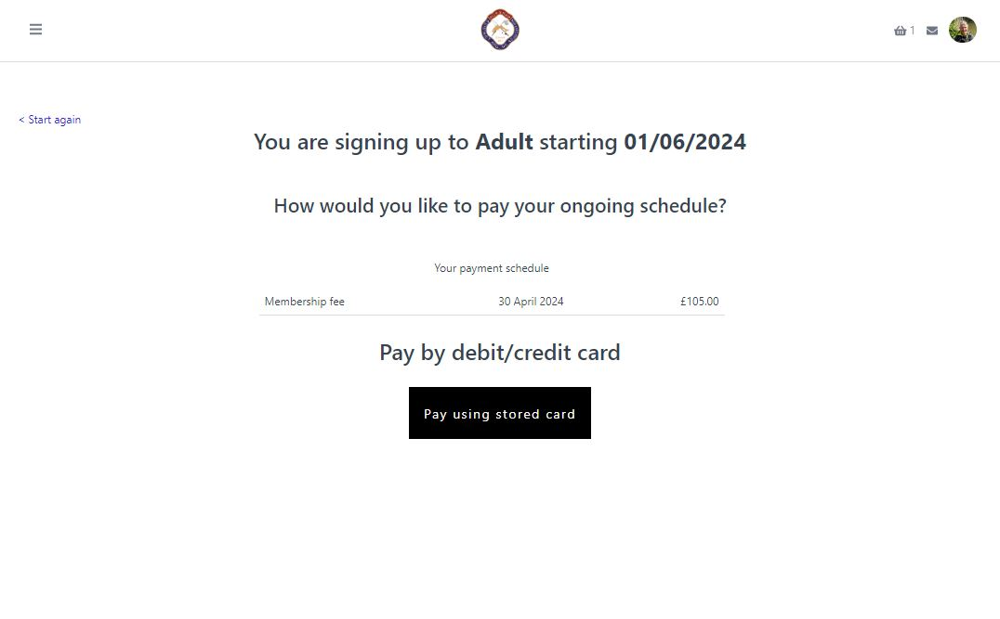 1
< Start again
You are signing up to Adult starting 01/06/2024
How would you like to pay your ongoing schedule?
Your payment schedule
Membership fee 30 April 2024 £105.00
Pay by debit/credit card
Pay using stored card